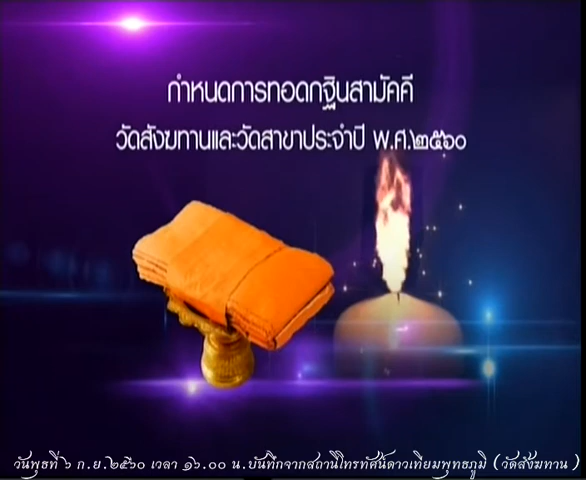 กำหนดการทอดกฐินสามัคคี
วัดสังฆทานและวัดสาขาประจำปี พ.ศ.๒๕๖๐
วันพุธที่ ๖ ก.ย.๒๕๖๐ เวลา ๑๖.๐๐ น.บันทึกจากสถานีโทรทัศน์ดาวเทียมพุทธภูมิ (วัดสังฆทาน )